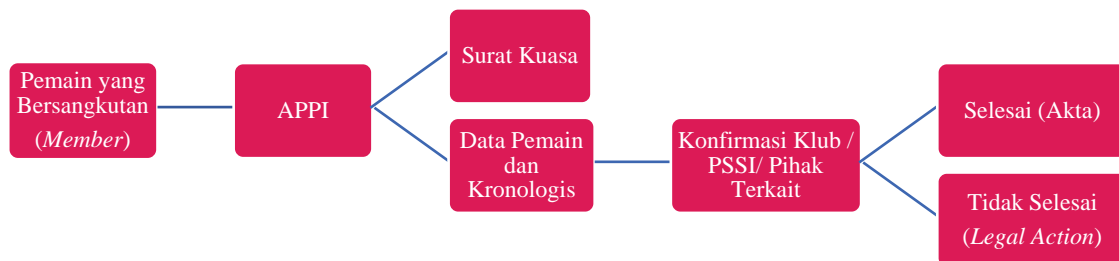 Pemain yang
Bersangkutan
(Member)
APPI
Surat Kuasa
Data Pemain
dan
Kronologis
Konfirmasi Klub /
PSSI/ Pihak
Terkait
Selesai (Akta)
Tidak Selesai
(Legal Action)